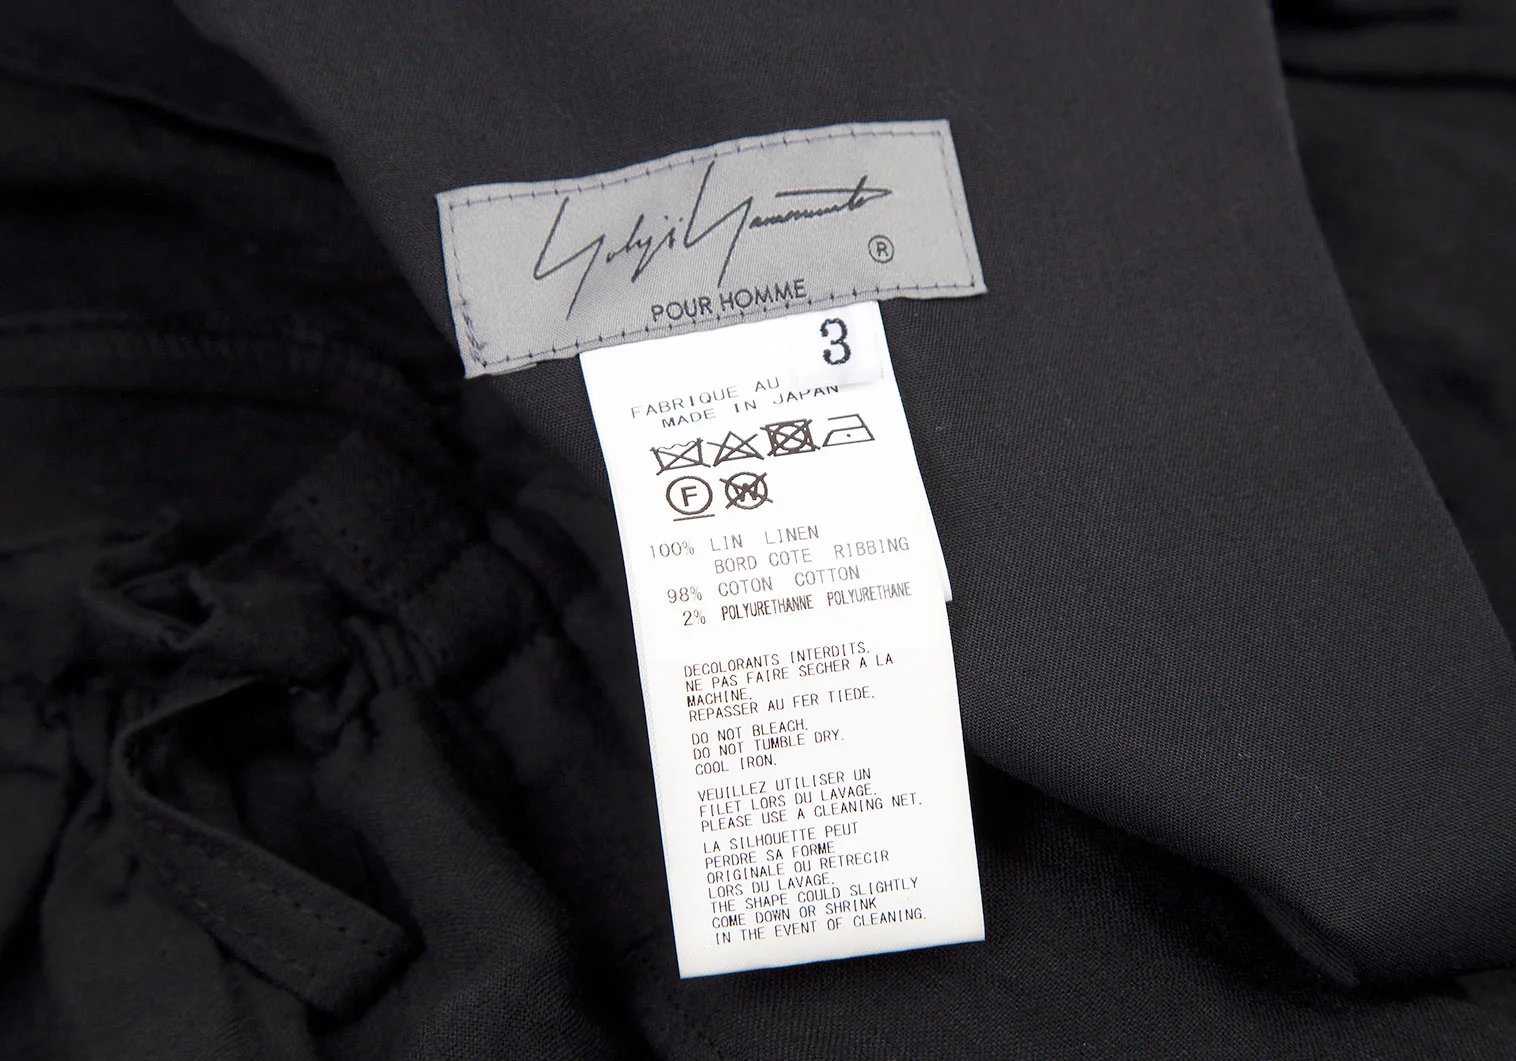 Yohji Yamamoto
®
POUR HOMME
3
FABRIQUE AU
MADE IN JAPAN
F
W
100% LIN LINEN
BORD COTE RIBBING
98% COTON COTTON
2% POLYURETHANNE POLYURETHANE
DECOLORANTS INTERDITS.
NE PAS FAIRE SECHER A LA
MACHINE.
REPASSER AU FER TIEDE.
DO NOT BLEACH.
DO NOT TUMBLE DRY.
COOL IRON.
VEUILLEZ UTILISER UN
FILET LORS DU LAVAGE.
PLEASE USE A CLEANING NET.
LA SILHOUETTE PEUT
PERDRE SA FORME
ORIGINALE OU RETRECIR
LORS DU LAVAGE.
THE SHAPE COULD SLIGHTLY
COME DOWN OR SHRINK
IN THE EVENT OF CLEANING.